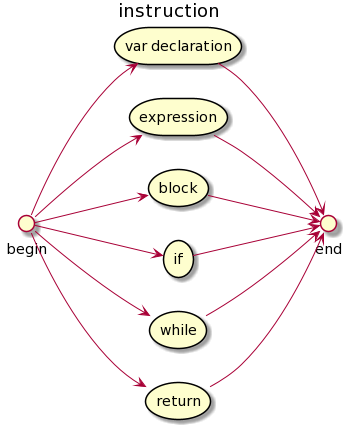 instruction
var declaration
expression
block
begin
end
if
while
return